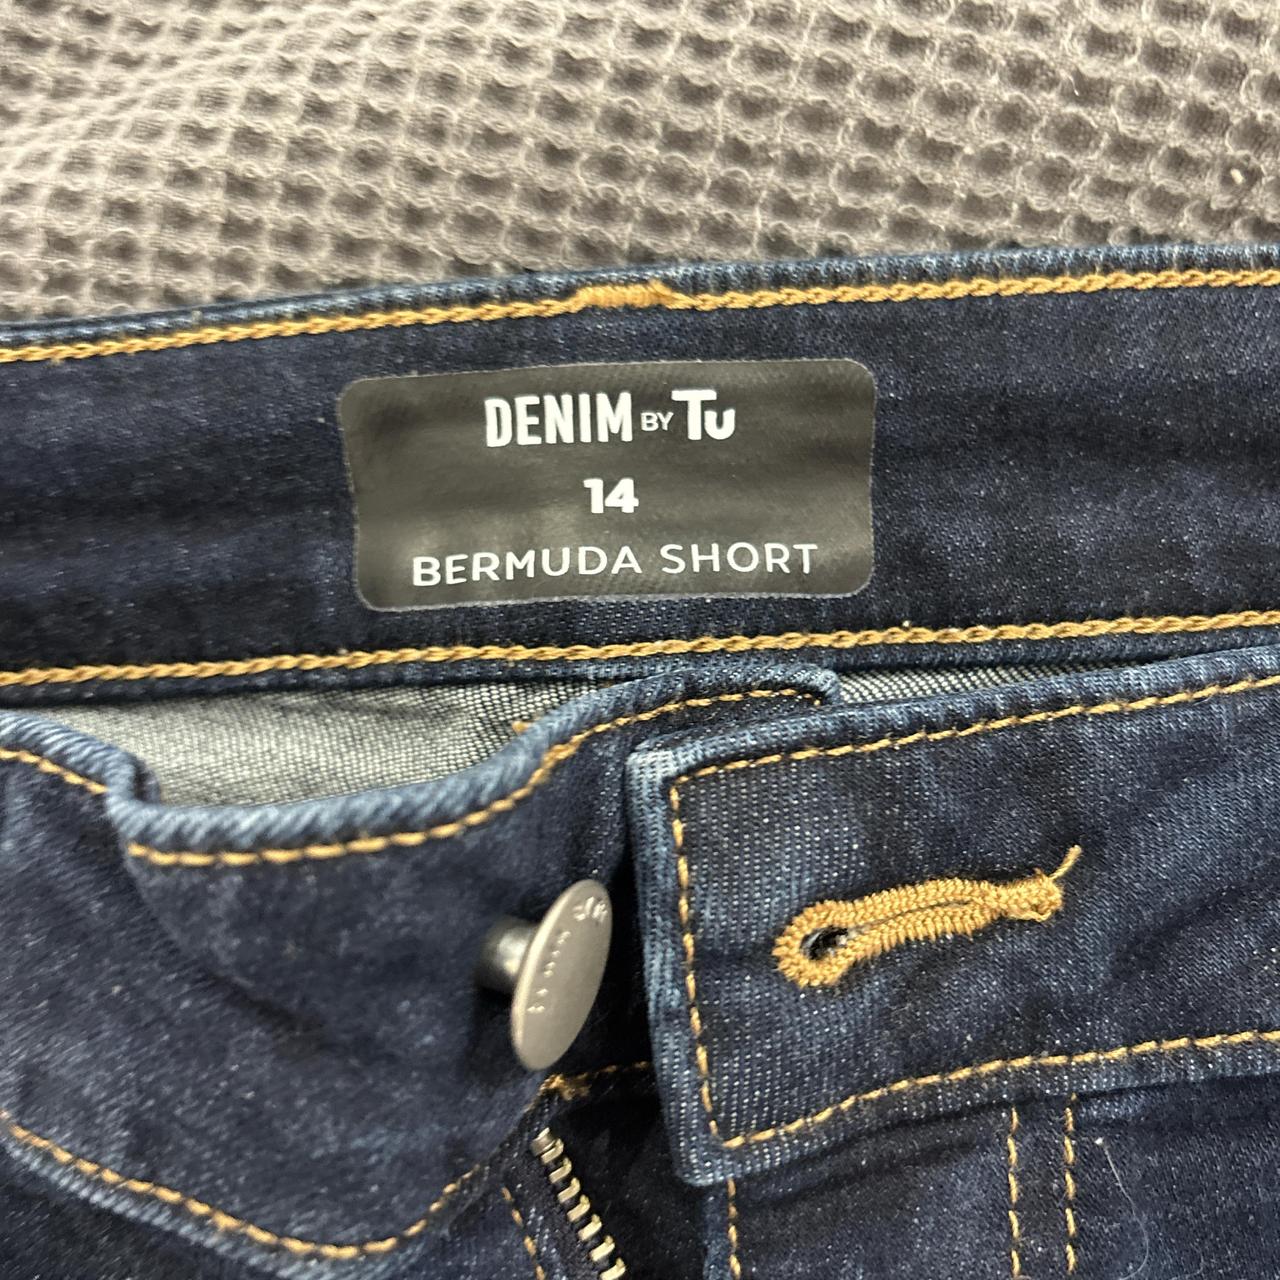 DENIM BY Tu
14
BERMUDA SHORT